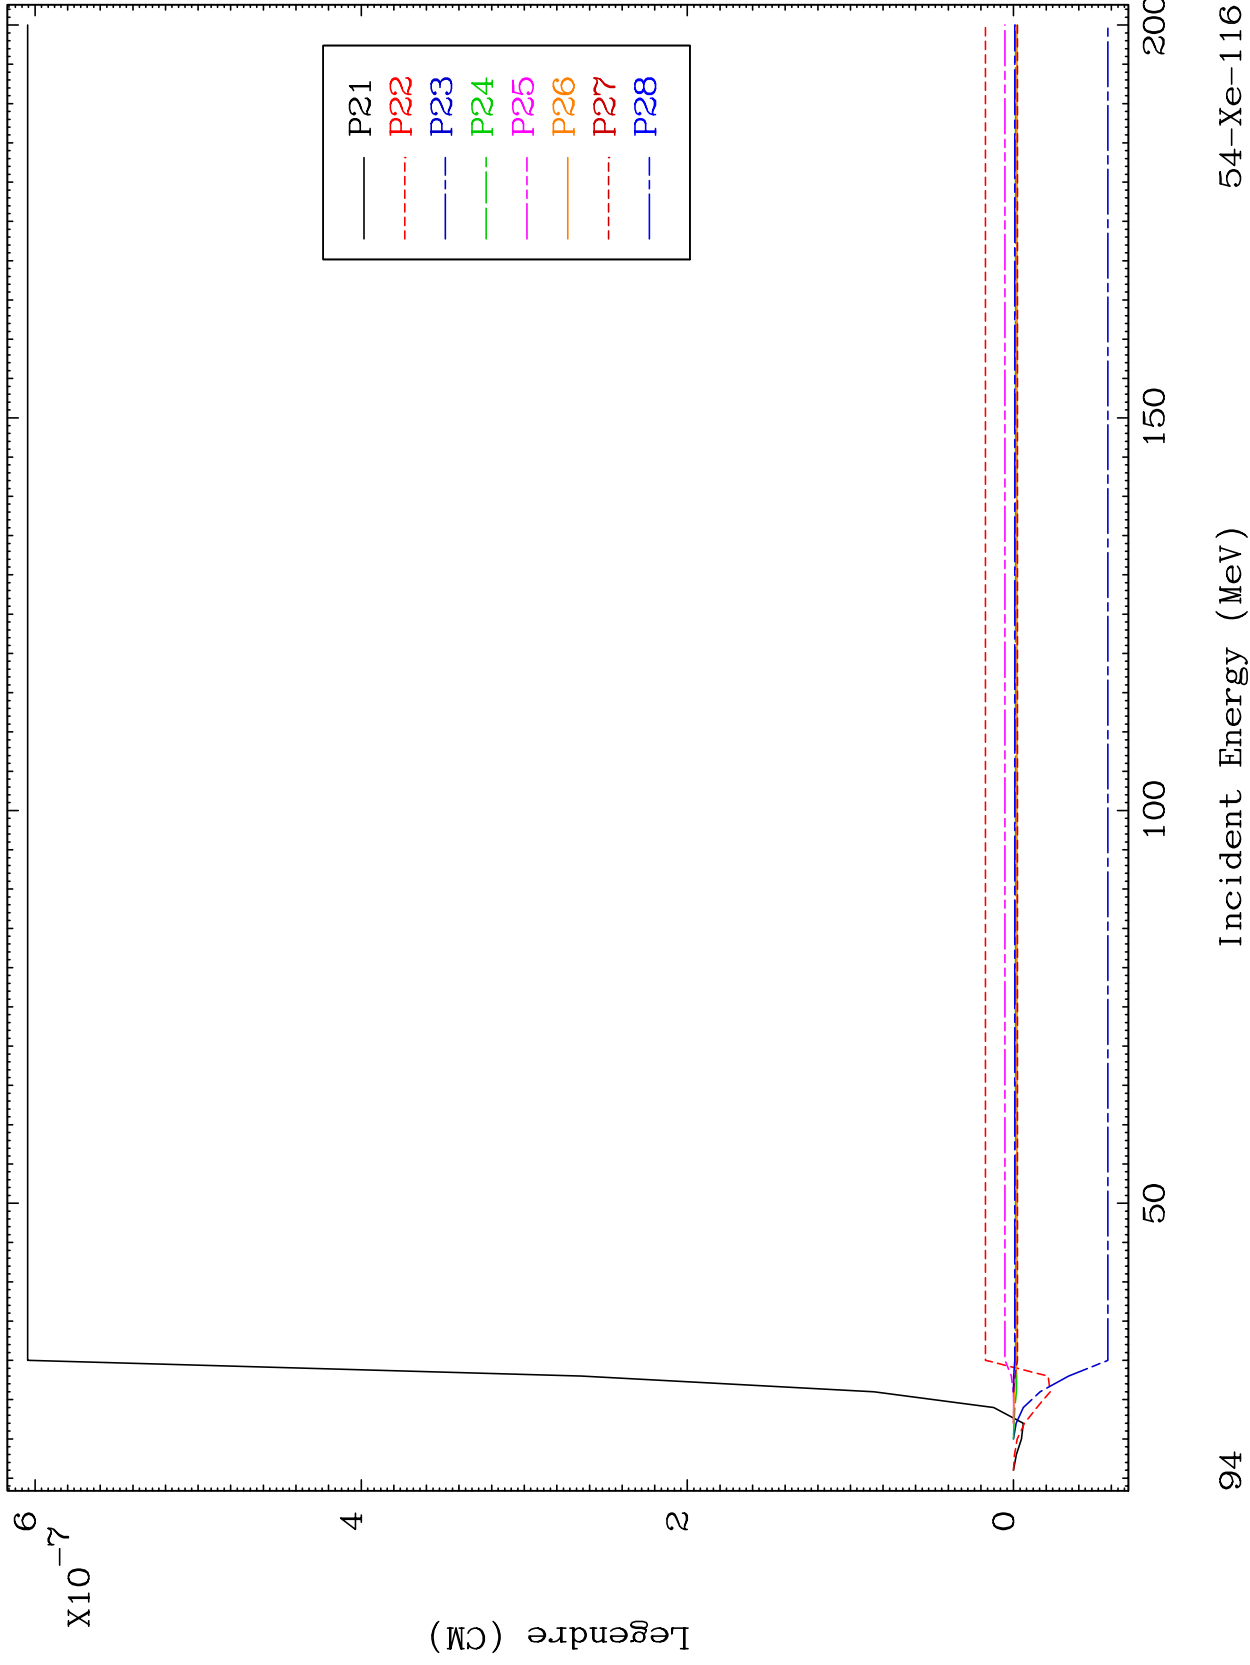 6
X10
-7
4
2
0
Legendre (CM)
P21
P22
P23
P24
P25
P26
P27
P28
50
100
150
200
Incident Energy (MeV)
94
54-Xe-116